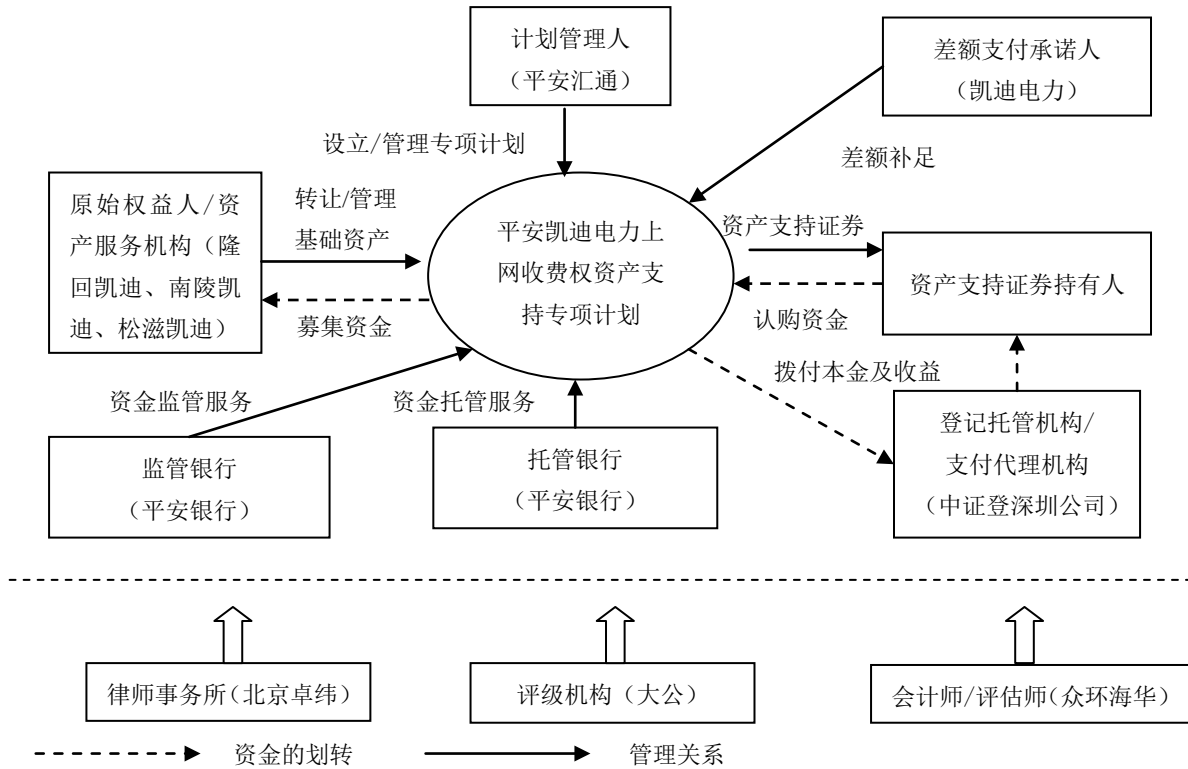 计划管理人
（平安汇通）
差额支付承诺人
（凯迪电力）
设立/管理专项计划
差额补足
原始权益人/资
产服务机构（隆
回凯迪、南陵凯
迪、松滋凯迪）
转让/管理
基础资产
募集资金
平安凯迪电力上
网收费权资产支
持专项计划
资产支持证券
认购资金
资产支持证券持有人
拨付本金及收益
资金监管服务
资金托管服务
监管银行
（平安银行）
托管银行
（平安银行）
登记托管机构/
支付代理机构
（中证登深圳公司）
律师事务所(北京卓纬）
评级机构（大公）
会计师/评估师(众环海华）
资金的划转
管理关系